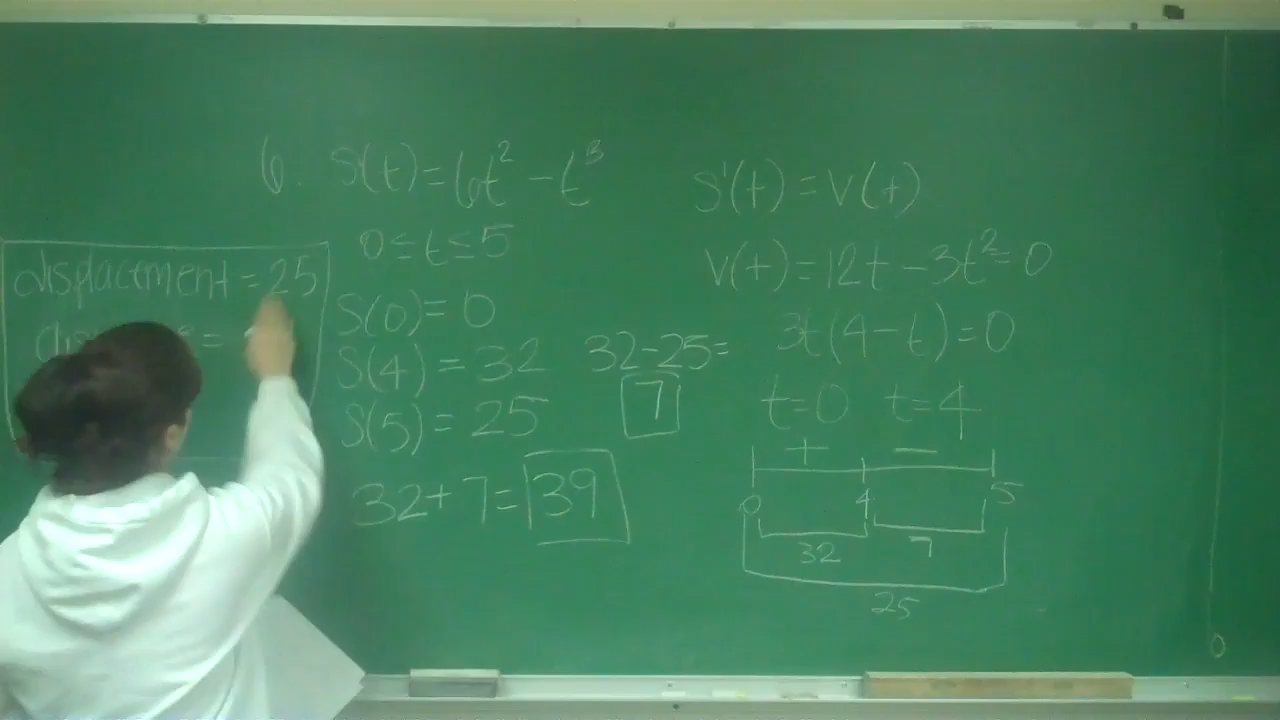 6. S(t) = 6t² - t³
0 ≤ t ≤ 5
displacement = 25
=
S(0) = 0
S(4) = 32
S(5) = 25
32 - 25 =
7
32 + 7 = 39
S'(t) = V(t)
V(t) = 12t - 3t² = 0
3t(4 - t) = 0
t=0 t=4
+ −
0 4 5
32 7
25
0